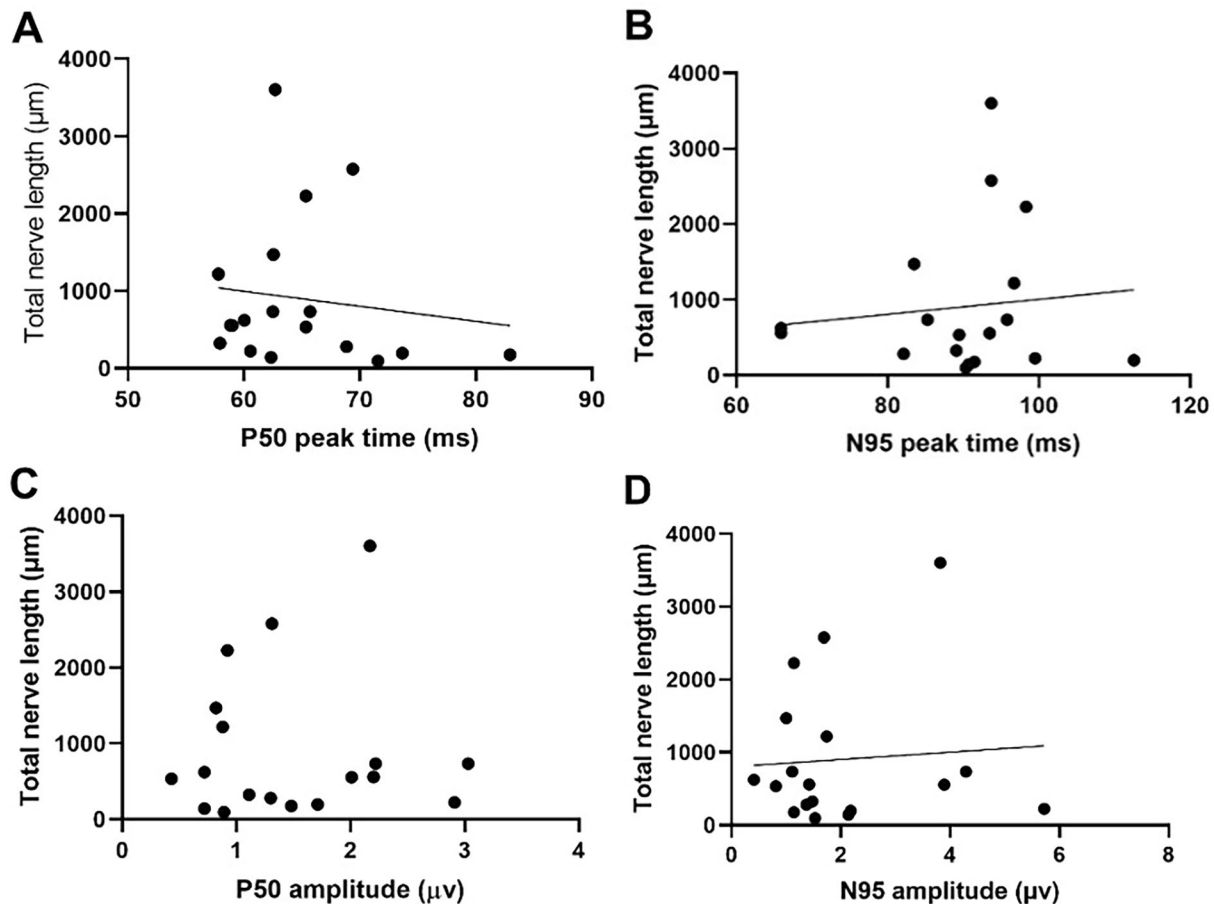 A
Total nerve length (μm)
4000
3000
2000
1000
0
50 60 70 80 90
P50 peak time (ms)
B
Total nerve length (μm)
4000
3000
2000
1000
0
60 80 100 120
N95 peak time (ms)
C
Total nerve length (μm)
4000
3000
2000
1000
0
0 1 2 3 4
P50 amplitude (μv)
D
Total nerve length (μm)
4000
3000
2000
1000
0
0 2 4 6 8
N95 amplitude (μv)